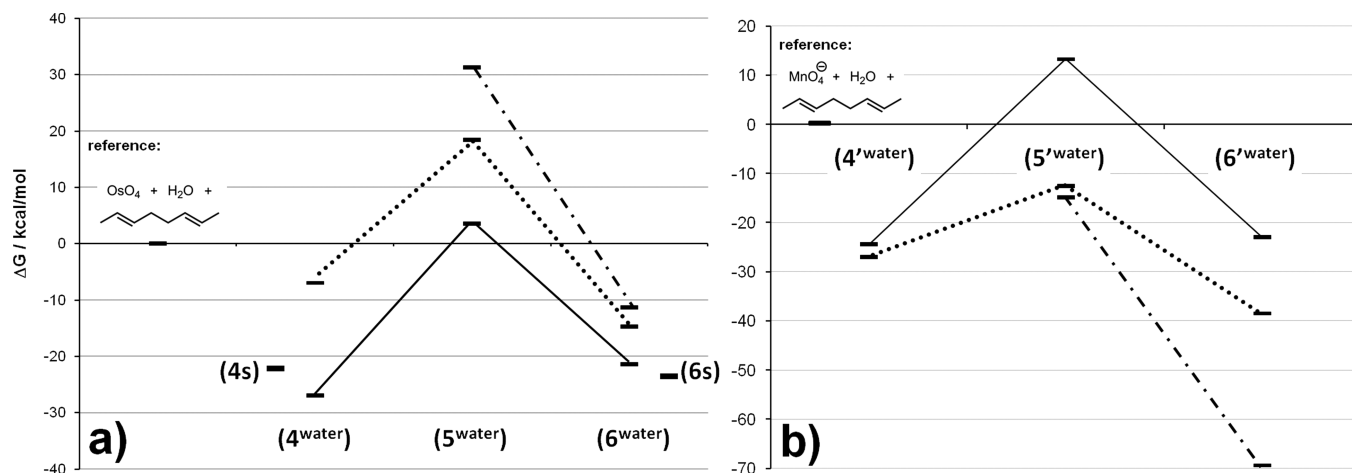 40
30
20
10
0
-10
-20
-30
-40
ΔG / kcal/mol
reference:
OsO4 + H2O +
(4s)
(6s)
a)
(4water)
(5water)
(6water)
20
10
0
-10
-20
-30
-40
-50
-60
-70
reference:
MnO4 ⊖ + H2O +
(4'water)
(5'water)
(6'water)
b)